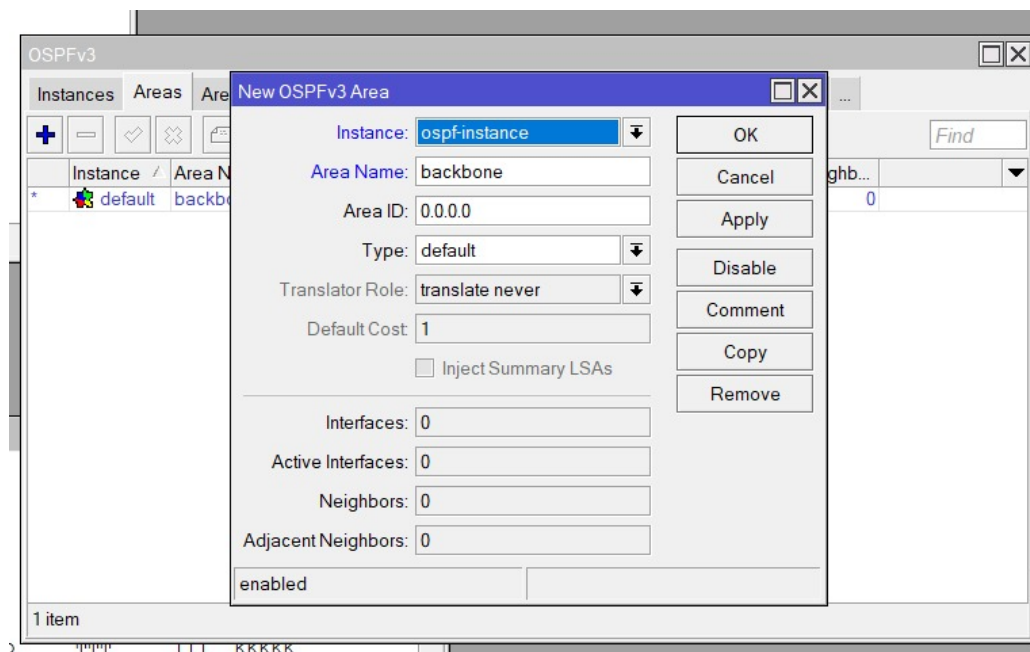 OSPFv3
Instances Areas Are ...
Find
Instance Area N ghb...
* default backbo 0
1 item
New OSPFv3 Area
Instance: ospf-instance
Area Name: backbone
Area ID: 0.0.0.0
Type: default
Translator Role: translate never
Default Cost: 1
Inject Summary LSAs
Interfaces: 0
Active Interfaces: 0
Neighbors: 0
Adjacent Neighbors: 0
enabled
OK
Cancel
Apply
Disable
Comment
Copy
Remove